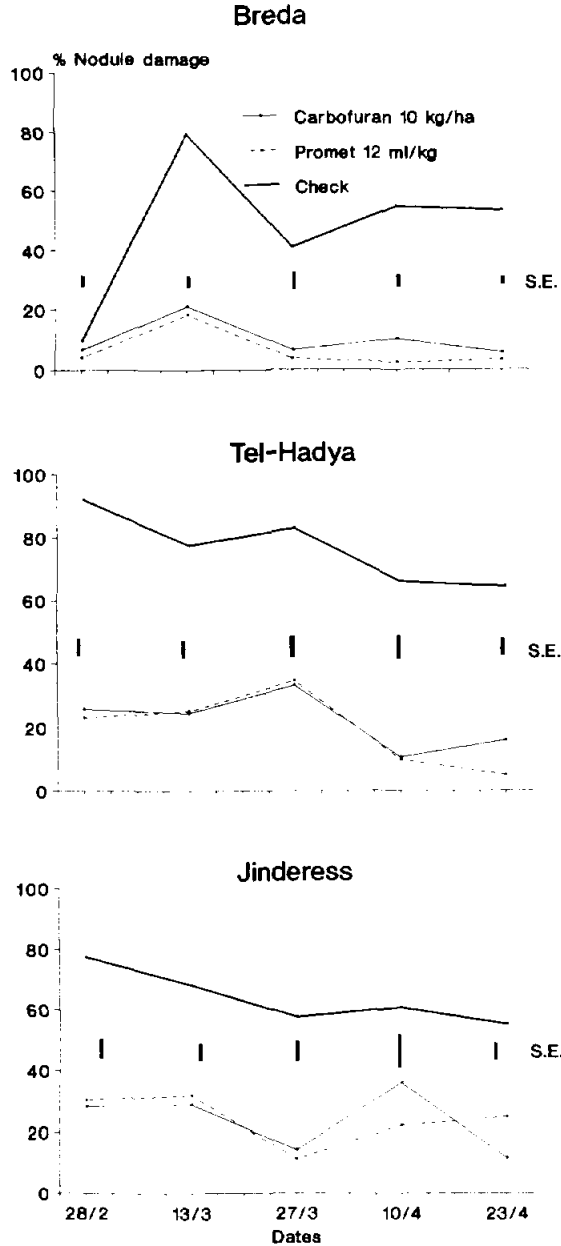 Breda
% Nodule damage
100
80
60
40
20
0
Carbofuran 10 kg/ha
Promet 12 ml/kg
Check
S.E.
Tel-Hadya
100
80
60
40
20
0
S.E.
Jinderess
100
80
60
40
20
0
S.E.
28/2 13/3 27/3 10/4 23/4
Dates